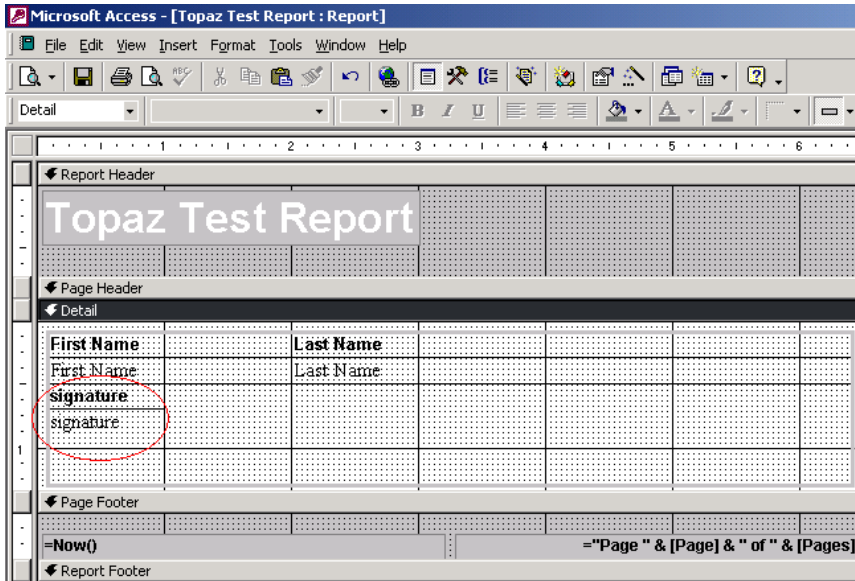 Microsoft Access - [Topaz Test Report : Report]
File Edit View Insert Format Tools Window Help
ABC
Detail B I U A
1 2 3 4 5 6
Report Header
Topaz Test Report
Page Header
Detail
First Name Last Name
First Name Last Name
signature
signature
1
Page Footer
=Now() ="Page " & [Page] & " of " & [Pages]
Report Footer